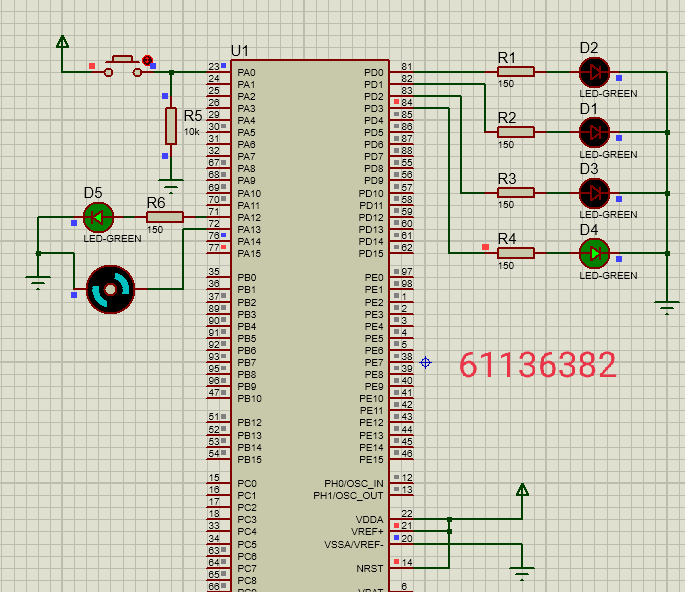 U1
23 PA0
24 PA1
25 PA2
26 PA3
29 PA4
30 PA5
31 PA6
32 PA7
67 PA8
68 PA9
69 PA10
70 PA11
71 PA12
72 PA13
76 PA14
77 PA15
35 PB0
36 PB1
37 PB2
89 PB3
90 PB4
91 PB5
92 PB6
93 PB7
95 PB8
96 PB9
47 PB10
51 PB12
52 PB13
53 PB14
54 PB15
15 PC0
16 PC1
17 PC2
18 PC3
33 PC4
34 PC5
63 PC6
64 PC7
65 PC8
66 PC9
PD0 81
PD1 82
PD2 83
PD3 84
PD4 85
PD5 86
PD6 87
PD7 88
PD8 55
PD9 56
PD10 57
PD11 58
PD12 59
PD13 60
PD14 61
PD15 62
PE0 97
PE1 98
PE2 1
PE3 2
PE4 3
PE5 4
PE6 5
PE7 38
PE8 39
PE9 40
PE10 41
PE11 42
PE12 43
PE13 44
PE14 45
PE15 46
PH0/OSC_IN 12
PH1/OSC_OUT 13
VDDA 22
VREF+ 21
VSSA/VREF- 20
NRST 14
VBAT 6
R5
10k
D5
LED-GREEN
R6
150
R1
150
D2
LED-GREEN
R2
150
D1
LED-GREEN
R3
150
D3
LED-GREEN
R4
150
D4
LED-GREEN
61136382